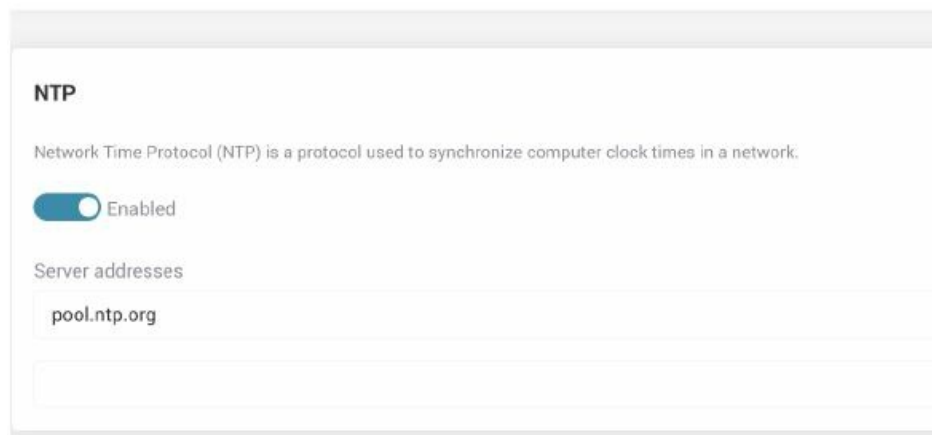 NTP
Network Time Protocol (NTP) is a protocol used to synchronize computer clock times in a network.
Enabled
Server addresses
pool.ntp.org